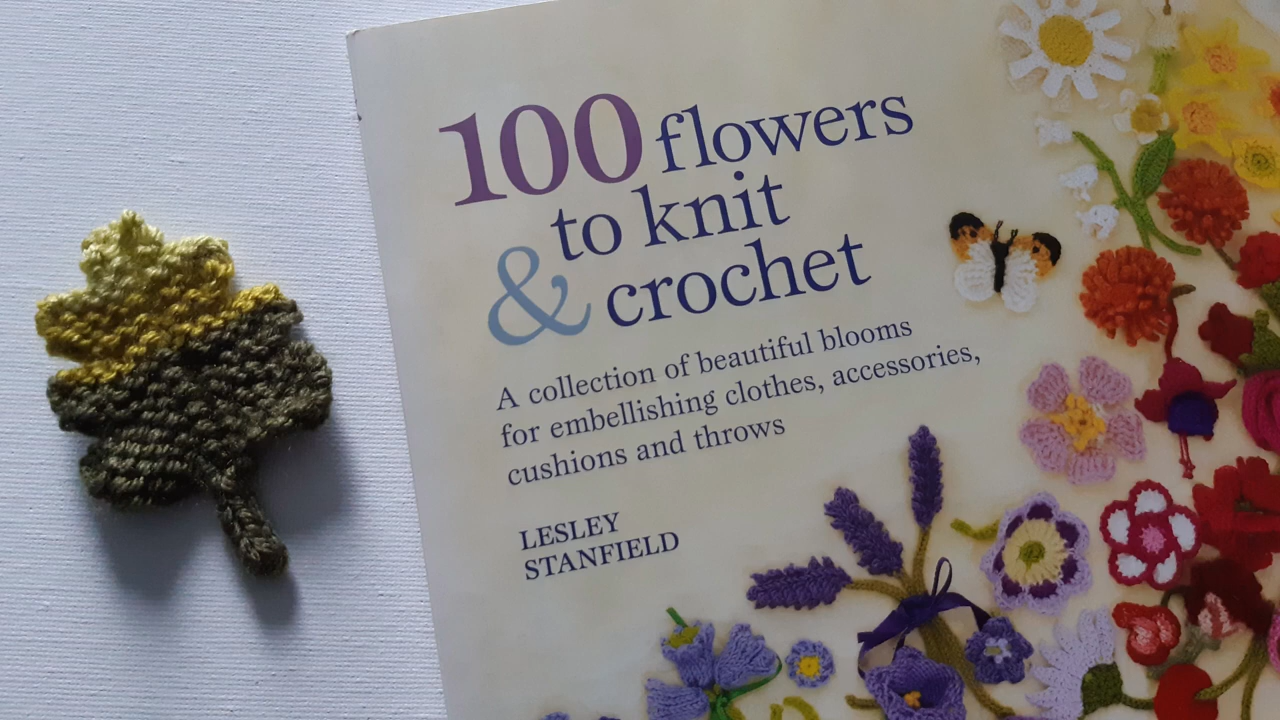 100 flowers
to knit
& crochet
A collection of beautiful blooms
for embellishing clothes, accessories,
cushions and throws
LESLEY
STANFIELD